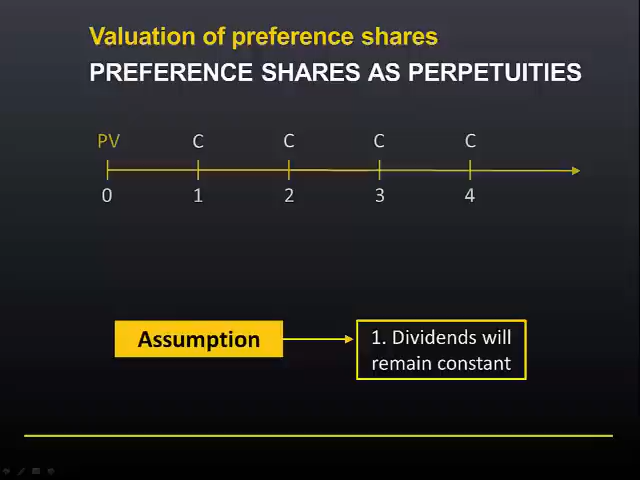 Valuation of preference shares
PREFERENCE SHARES AS PERPETUITIES
PV C C C C
0 1 2 3 4
Assumption
1. Dividends will
remain constant